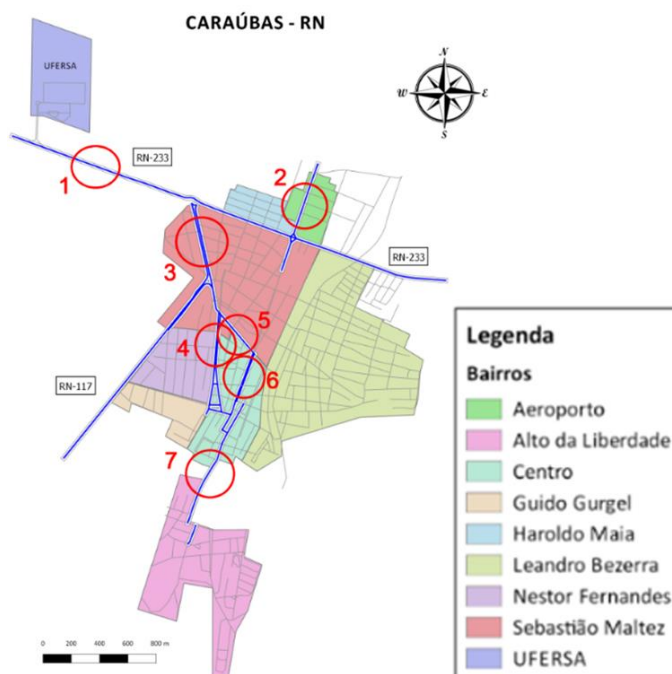 CARAÚBAS - RN
UFERSA
N
W
E
S
RN-233
1
2
3
RN-233
5
4
6
RN-117
7
0 200 400 600 800 m
Legenda
Bairros
Aeroporto
Alto da Liberdade
Centro
Guido Gurgel
Haroldo Maia
Leandro Bezerra
Nestor Fernandes
Sebastião Maltez
UFERSA